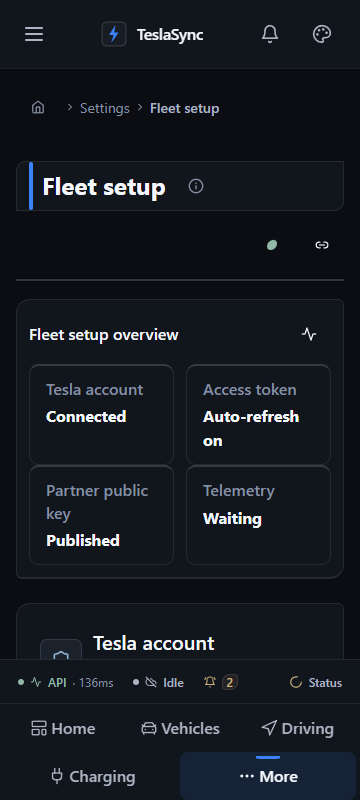 TeslaSync
Settings
Fleet setup
Fleet setup
Fleet setup overview
Tesla account
Connected
Access token
Auto-refresh
on
Partner public
key
Published
Telemetry
Waiting
Tesla account
API · 136ms
Idle
2
Status
Home
Vehicles
Driving
Charging
More